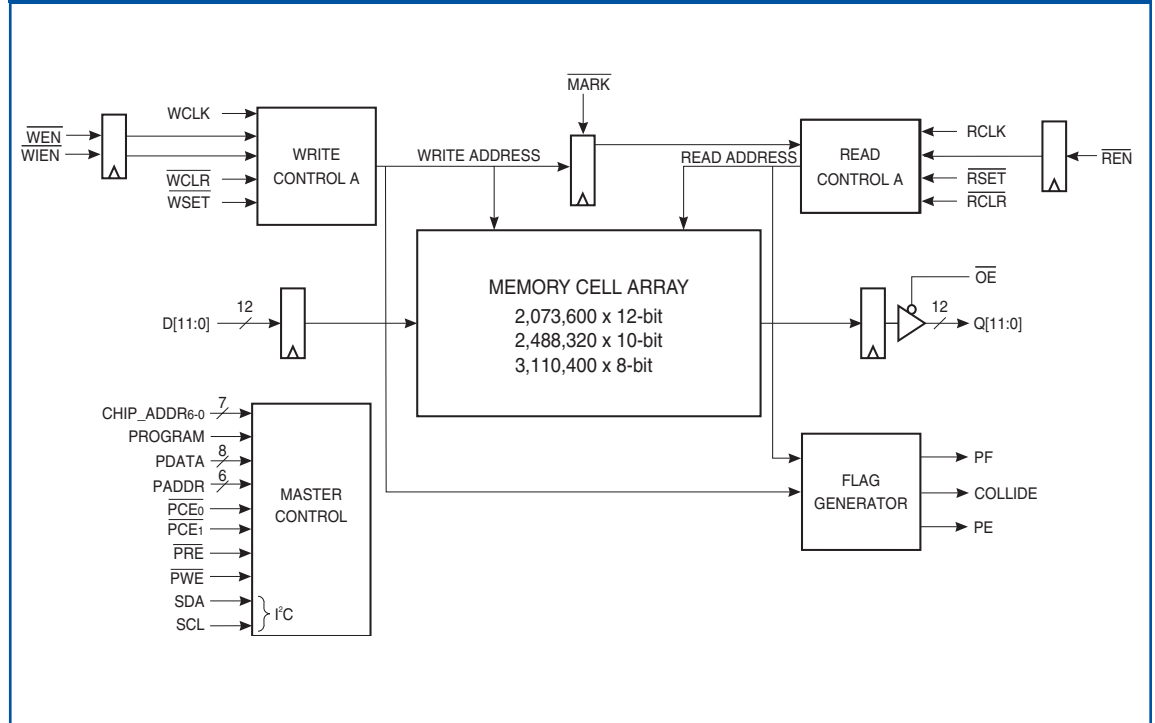 MARK
WCLK
WEN
WIEN
WRITE
CONTROL A
WCLR
WSET
WRITE ADDRESS
READ ADDRESS
READ
CONTROL A
RCLK
REN
RSET
RCLR
MEMORY CELL ARRAY
2,073,600 x 12-bit
2,488,320 x 10-bit
3,110,400 x 8-bit
D[11:0]
12
OE
12
Q[11:0]
CHIP_ADDR6-0
7
PROGRAM
PDATA
8
PADDR
6
PCE0
PCE1
PRE
PWE
SDA
SCL
I²C
MASTER
CONTROL
FLAG
GENERATOR
PF
COLLIDE
PE